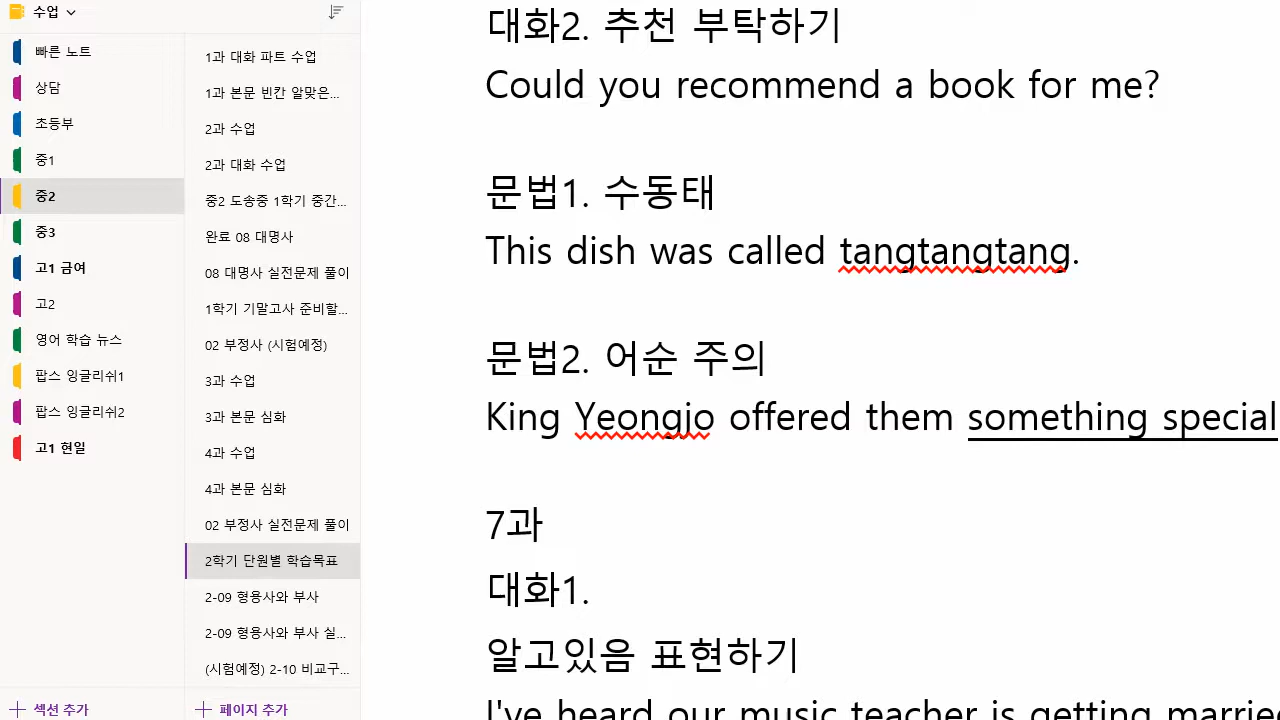 수업
빠른 노트
상담
초등부
중1
중2
중3
고1 금여
고2
영어 학습 뉴스
팝스 잉글리쉬1
팝스 잉글리쉬2
고1 현일
섹션 추가
1과 대화 파트 수업
1과 본문 빈칸 알맞은...
2과 수업
2과 대화 수업
중2 도송중 1학기 중간...
완료 08 대명사
08 대명사 실전문제 풀이
1학기 기말고사 준비할...
02 부정사 (시험예정)
3과 수업
3과 본문 심화
4과 수업
4과 본문 심화
02 부정사 실전문제 풀이
2학기 단원별 학습목표
2-09 형용사와 부사
2-09 형용사와 부사 실...
(시험예정) 2-10 비교구...
페이지 추가
대화2. 추천 부탁하기
Could you recommend a book for me?
문법1. 수동태
This dish was called tangtangtang.
문법2. 어순 주의
King Yeongjo offered them something special
7과
대화1.
알고있음 표현하기
I've heard our music teacher is getting marrie